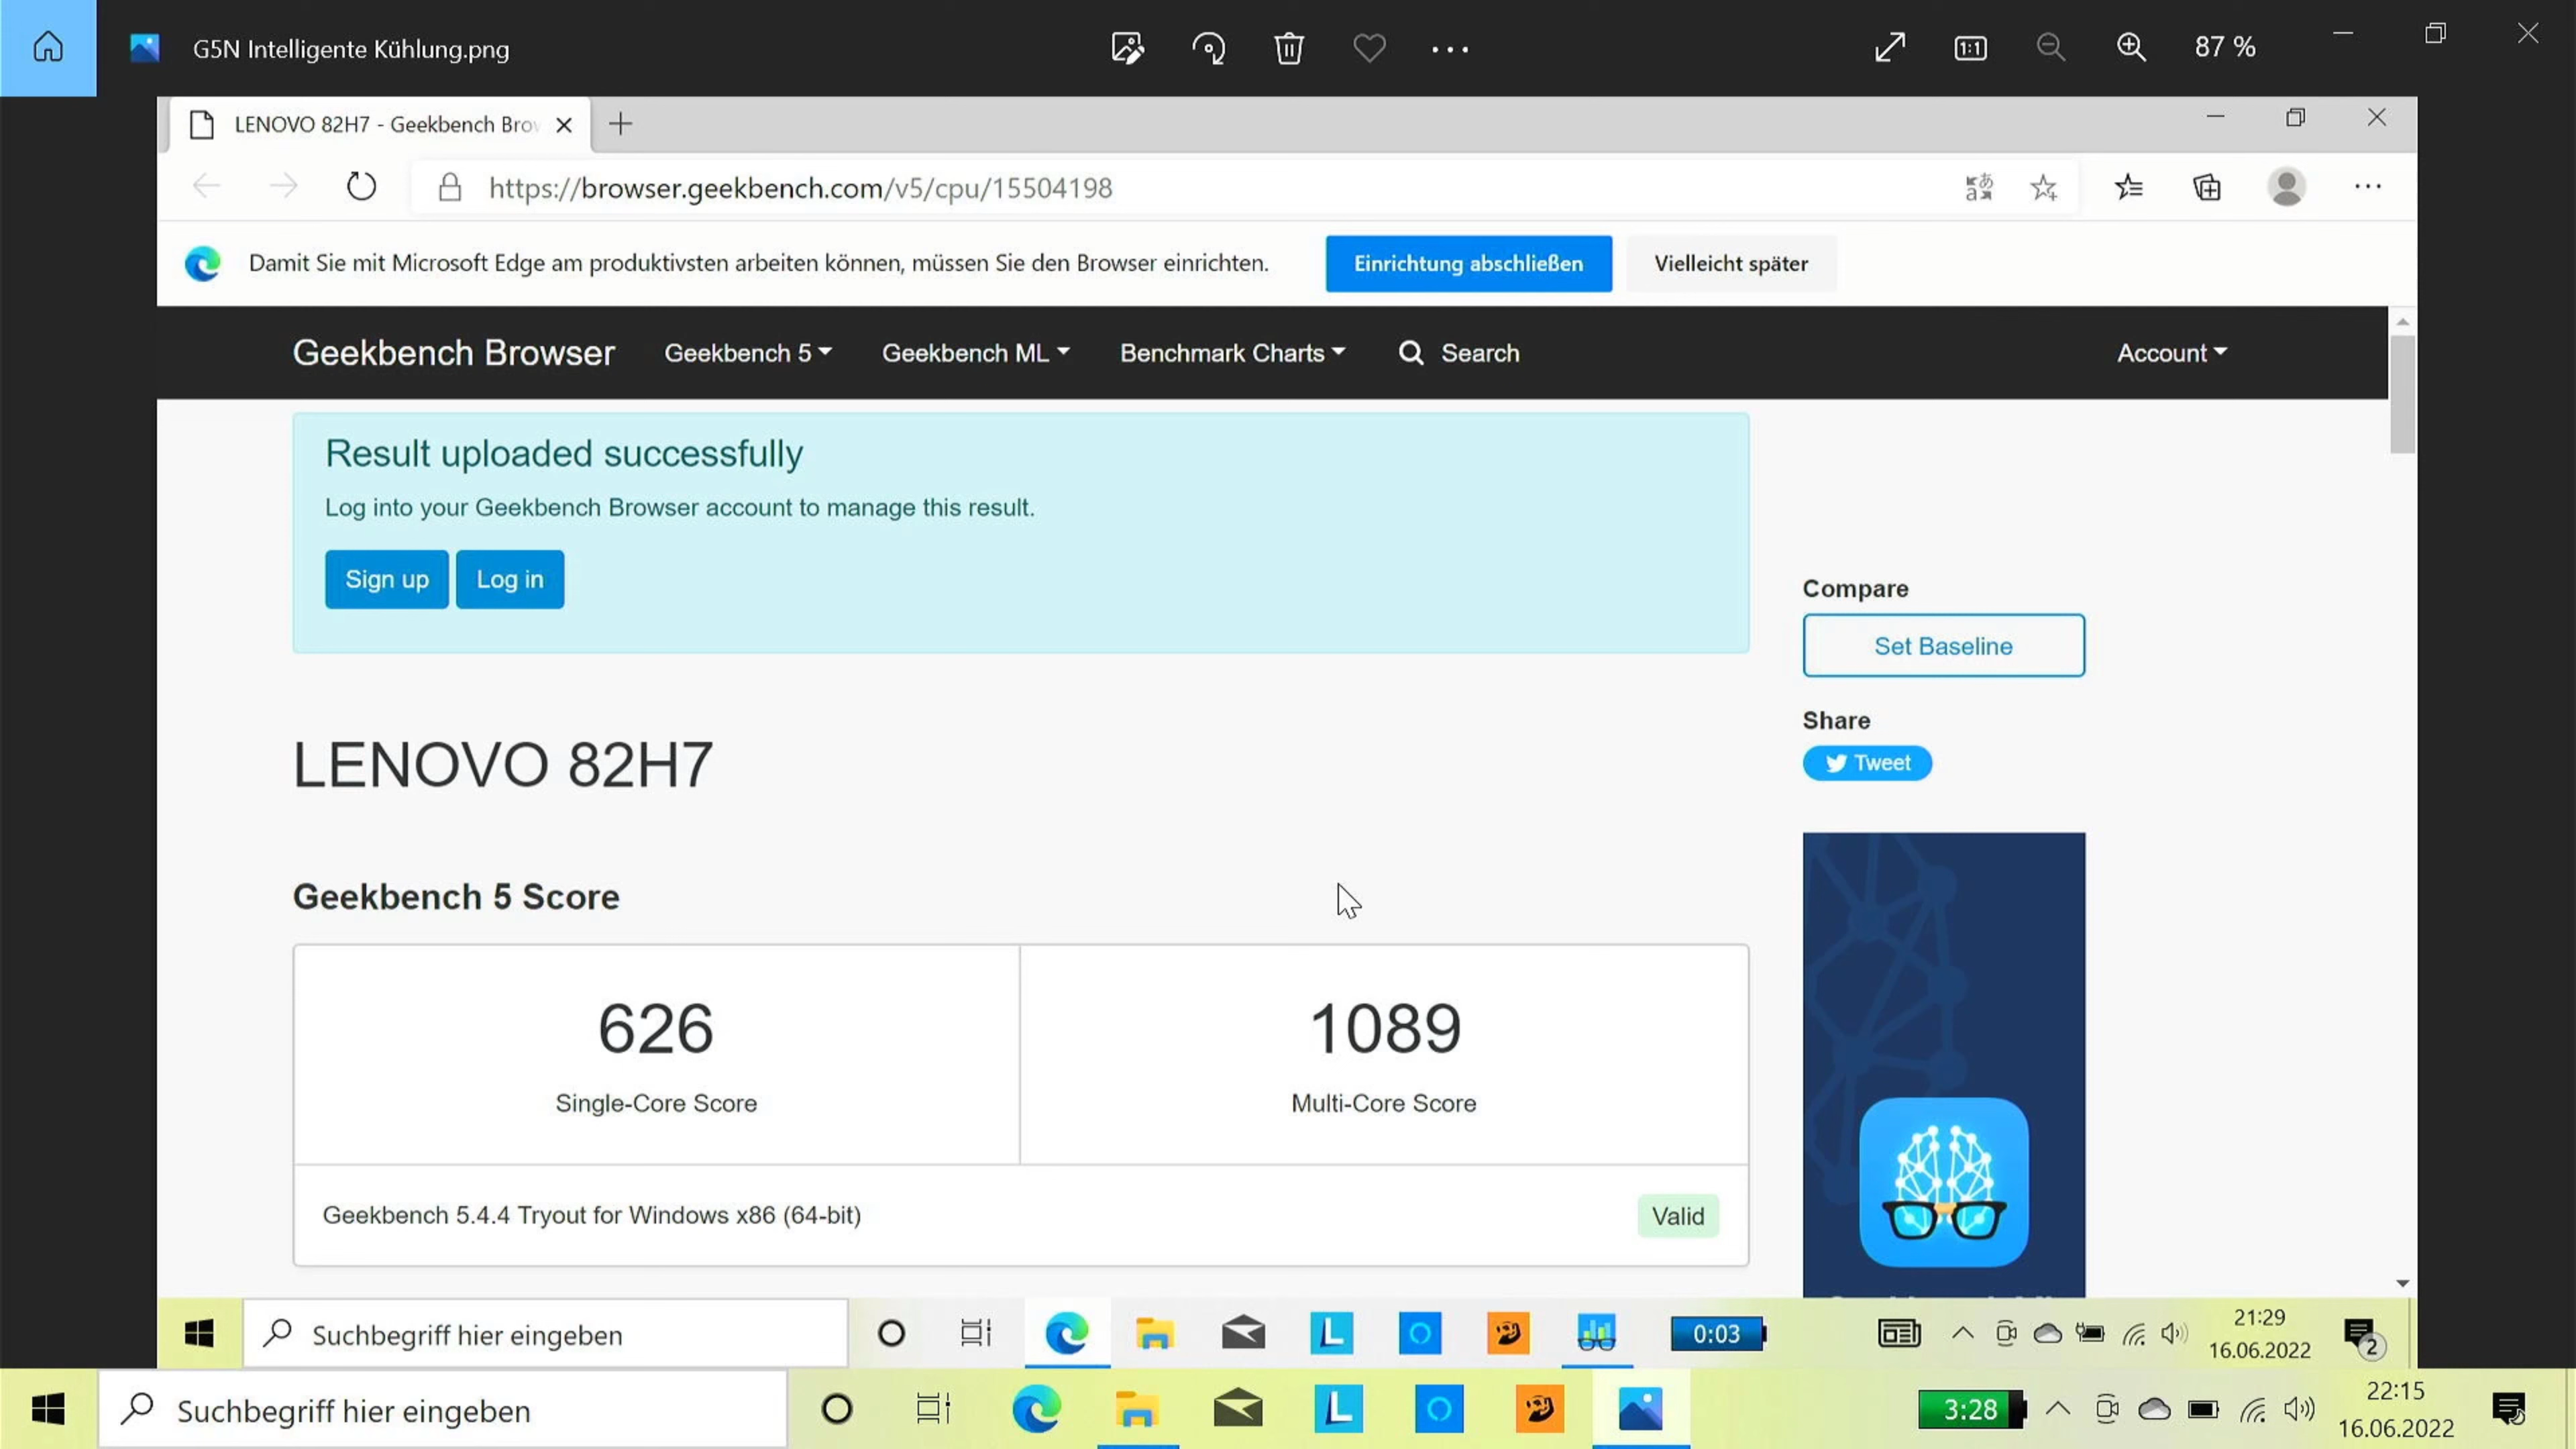 G5N Intelligente Kühlung.png
87 %
LENOVO 82H7 - Geekbench Brov
https://browser.geekbench.com/v5/cpu/15504198
Damit Sie mit Microsoft Edge am produktivsten arbeiten können, müssen Sie den Browser einrichten.
Einrichtung abschließen
Vielleicht später
Geekbench Browser
Geekbench 5
Geekbench ML
Benchmark Charts
Search
Account
Result uploaded successfully
Log into your Geekbench Browser account to manage this result.
Sign up
Log in
Compare
Set Baseline
Share
Tweet
LENOVO 82H7
Geekbench 5 Score
626
Single-Core Score
1089
Multi-Core Score
Geekbench 5.4.4 Tryout for Windows x86 (64-bit)
Valid
Suchbegriff hier eingeben
0:03
21:29
16.06.2022
2
Suchbegriff hier eingeben
3:28
22:15
16.06.2022